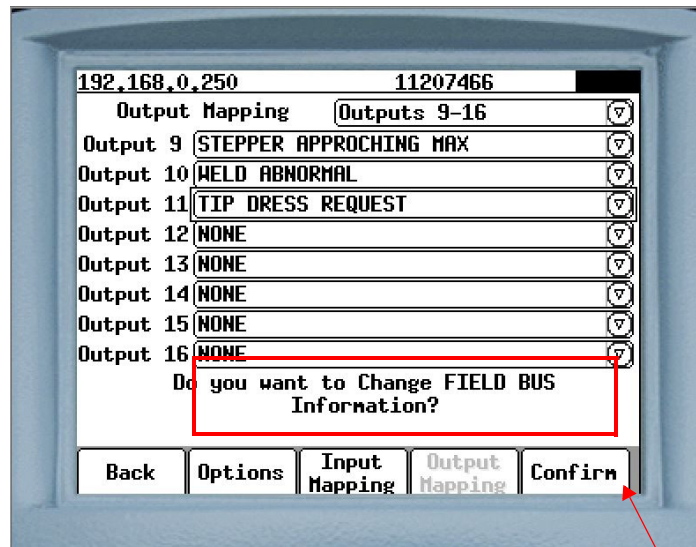 192.168.0.250 11207466
Output Mapping Outputs 9-16
Output 9 STEPPER APPROCHING MAX
Output 10 WELD ABNORMAL
Output 11 TIP DRESS REQUEST
Output 12 NONE
Output 13 NONE
Output 14 NONE
Output 15 NONE
Output 16 NONE
Do you want to Change FIELD BUS
Information?
Back Options Input Mapping Output Mapping Confirm